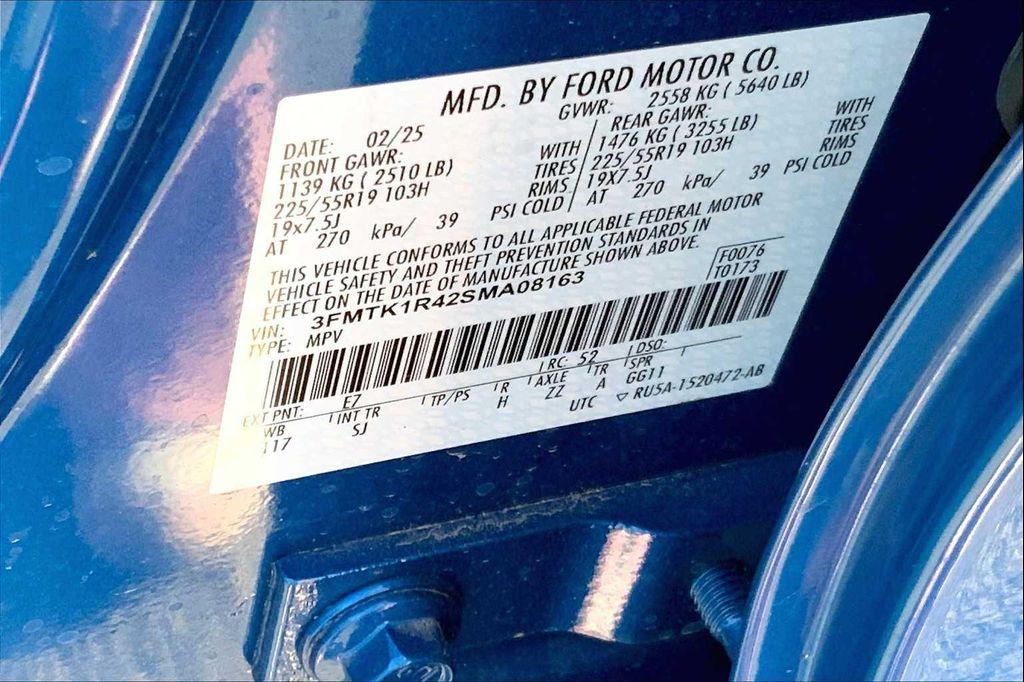 MFD. BY FORD MOTOR CO.
DATE: 02/25 GVWR: 2558 KG ( 5640 LB)
FRONT GAWR: REAR GAWR:
1139 KG ( 2510 LB) WITH 1476 KG ( 3255 LB) WITH
225/55R19 103H TIRES 225/55R19 103H TIRES
19x7.5J RIMS 19X7.5J RIMS
AT 270 kPa/ 39 PSI COLD AT 270 kPa/ 39 PSI COLD
THIS VEHICLE CONFORMS TO ALL APPLICABLE FEDERAL MOTOR
VEHICLE SAFETY AND THEFT PREVENTION STANDARDS IN
EFFECT ON THE DATE OF MANUFACTURE SHOWN ABOVE.
VIN: 3FMTK1R42SMA08163 F0076
TYPE: MPV T0173
EXT PNT: E7 RC: 52 DSO:
WB INT TR TP/PS R AXLE TR SPR
117 SJ H ZZ A GG11
UTC ▽ RU5A-1520472-AB